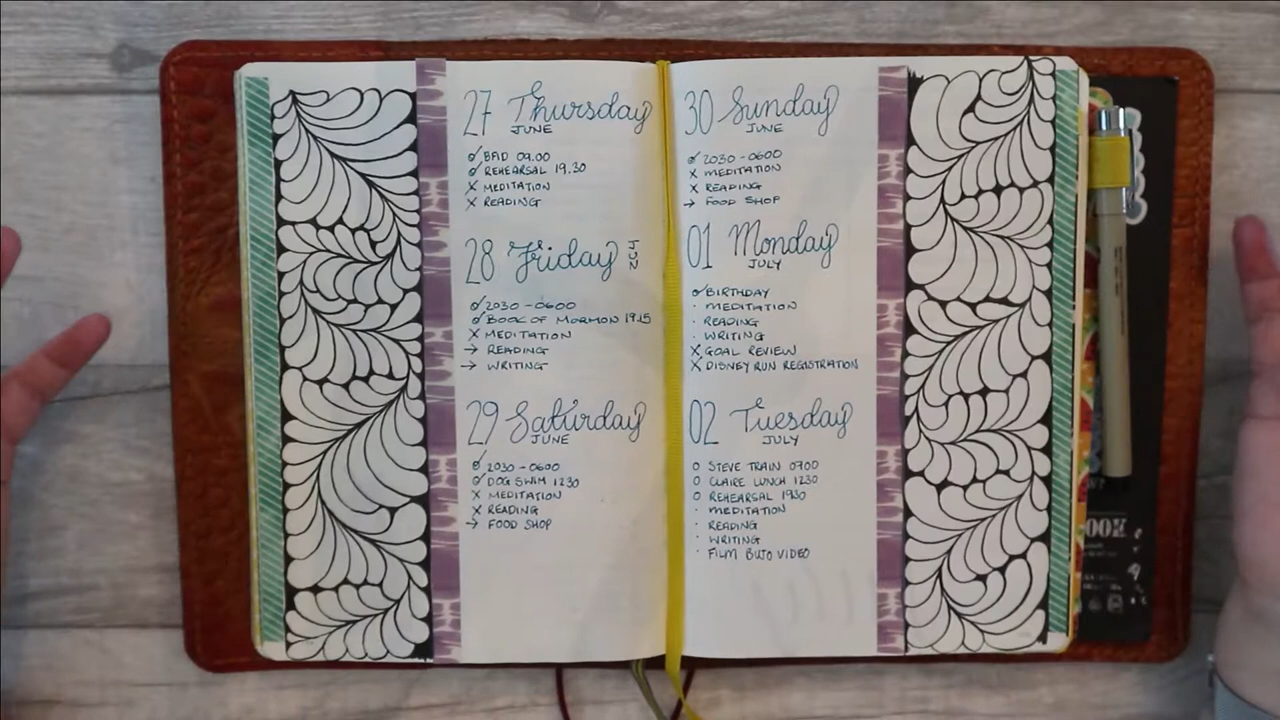 27 Thursday
JUNE
BAD 09.00
REHEARSAL 19.30
X MEDITATION
X READING
28 Friday JUN
2030-0600
BOOK OF MORMON 19.15
X MEDITATION
→ READING
→ WRITING
29 Saturday
JUNE
2030-0600
DOG SWIM 1230
X MEDITATION
X READING
→ FOOD SHOP
30 Sunday
JUNE
2030-0600
X MEDITATION
X READING
→ FOOD SHOP
01 Monday
JULY
BIRTHDAY
· MEDITATION
· READING
· WRITING
X GOAL REVIEW
X DISNEY RUN REGISTRATION
02 Tuesday
JULY
O STEVE TRAIN 0700
O CLAIRE LUNCH 1230
O REHEARSAL 1930
· MEDITATION
· READING
· WRITING
· FILM BUJO VIDEO